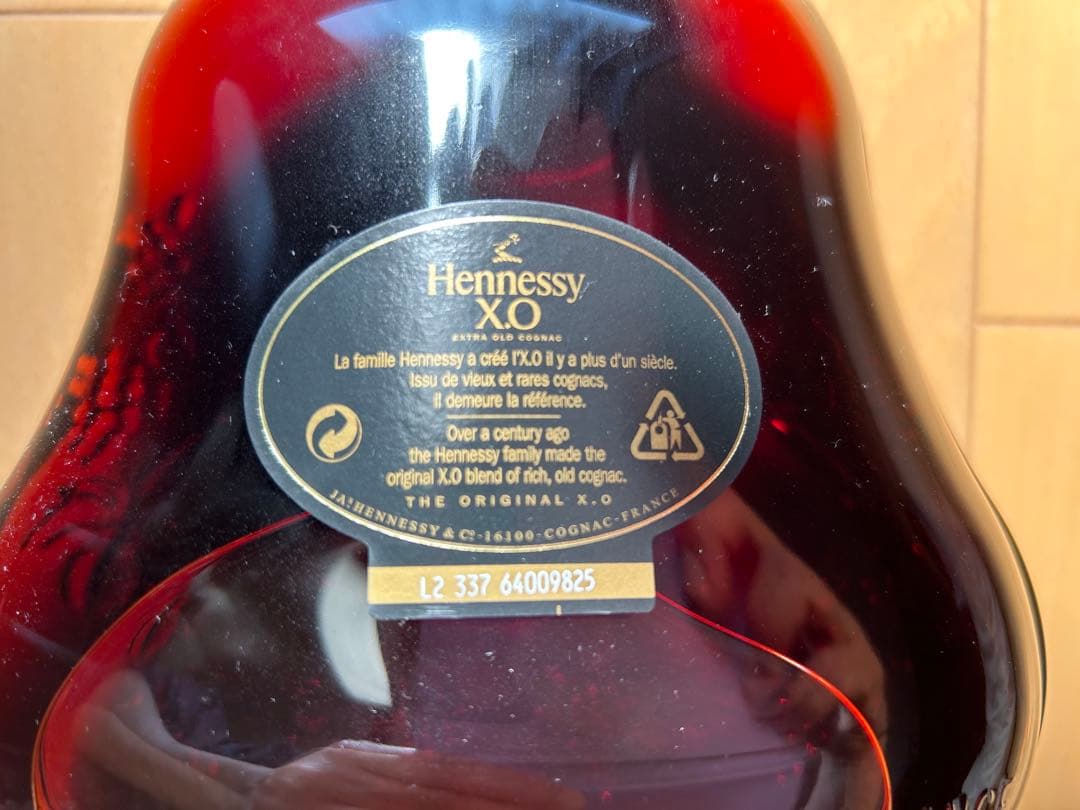 Hennessy
X.O
EXTRA OLD COGNAC
La famille Hennessy a créé l'X.O il y a plus d'un siècle.
Issu de vieux et rares cognacs,
il demeure la référence.
Over a century ago
the Hennessy family made the
original X.O blend of rich, old cognac.
THE ORIGINAL X.O
JAS HENNESSY & Co - 16100 - COGNAC - FRANCE
L2 337 64009825